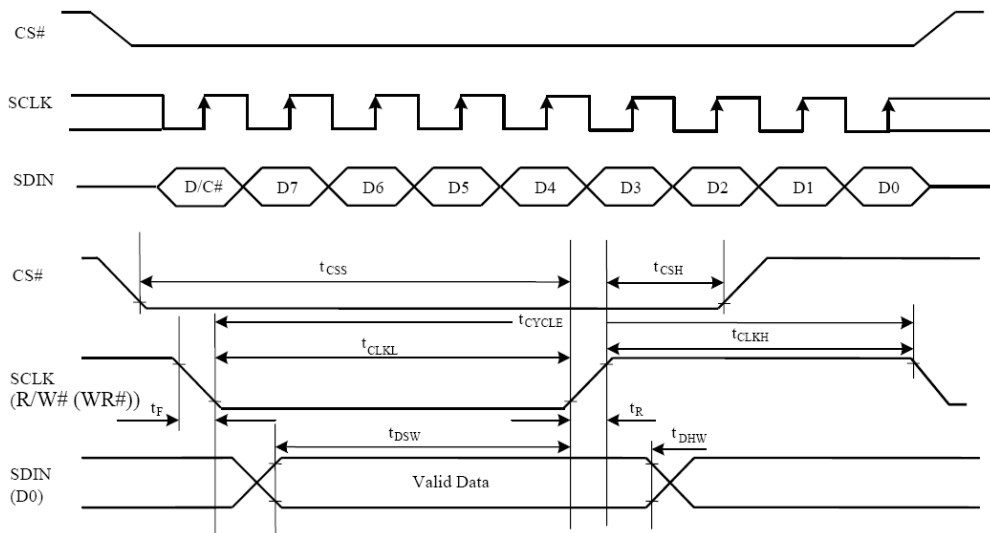 CS#
SCLK
SDIN
D/C# D7 D6 D5 D4 D3 D2 D1 D0
CS#
tCSS
tCSH
tCYCLE
tCLKL
tCLKH
SCLK
(R/W# (WR#))
tF
tR
tDSW
tDHW
SDIN
(D0)
Valid Data